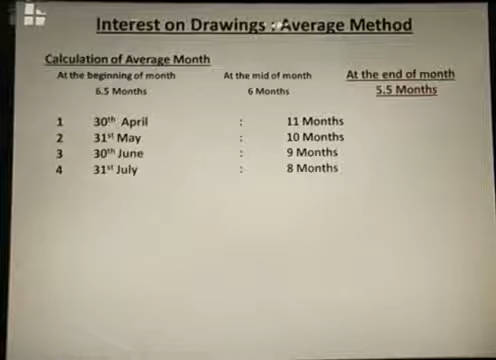 Interest on Drawings : Average Method
Calculation of Average Month
At the beginning of month At the mid of month At the end of month
6.5 Months 6 Months 5.5 Months
1 30th April : 11 Months
2 31st May : 10 Months
3 30th June : 9 Months
4 31st July : 8 Months